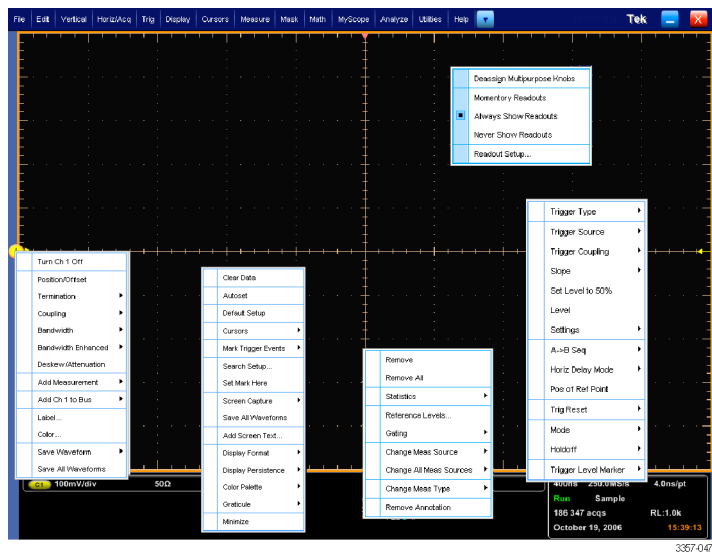 File Edit Vertical Horiz/Acq Trig Display Cursors Measure Mask Math MyScope Analyze Utilities Help Tek X
Deassign Multipurpose Knobs
Momentory Readouts
Always Show Readouts
Never Show Readouts
Readout Setup...
Trigger Type
Trigger Source
Trigger Coupling
Slope
Set Level to 50%
Level
Settings
A->B Seq
Horiz Delay Mode
Pos of Ref Point
Trig Reset
Mode
Holdoff
Trigger Level Marker
Turn Ch 1 Off
Position/Offset
Termination
Coupling
Bandwidth
Bandwidth Enhanced
Deskew/Attenuation
Add Measurement
Add Ch 1 to Bus
Label...
Color...
Save Waveform
Save All Waveforms
Clear Data
Autoset
Default Setup
Cursors
Mark Trigger Events
Search Setup...
Set Mark Here
Screen Capture
Save All Waveforms
Add Screen Text...
Display Format
Display Persistence
Color Palette
Graticule
Minimize
Remove
Remove All
Statistics
Reference Levels...
Gating
Change Meas Source
Change All Meas Sources
Change Meas Type
Remove Annotation
C1 100mV/div 50Ω
400ns 250.0MS/s 4.0ns/pt
Run Sample
186 347 acqs RL:1.0k
October 19, 2006 15:39:13
3357-047